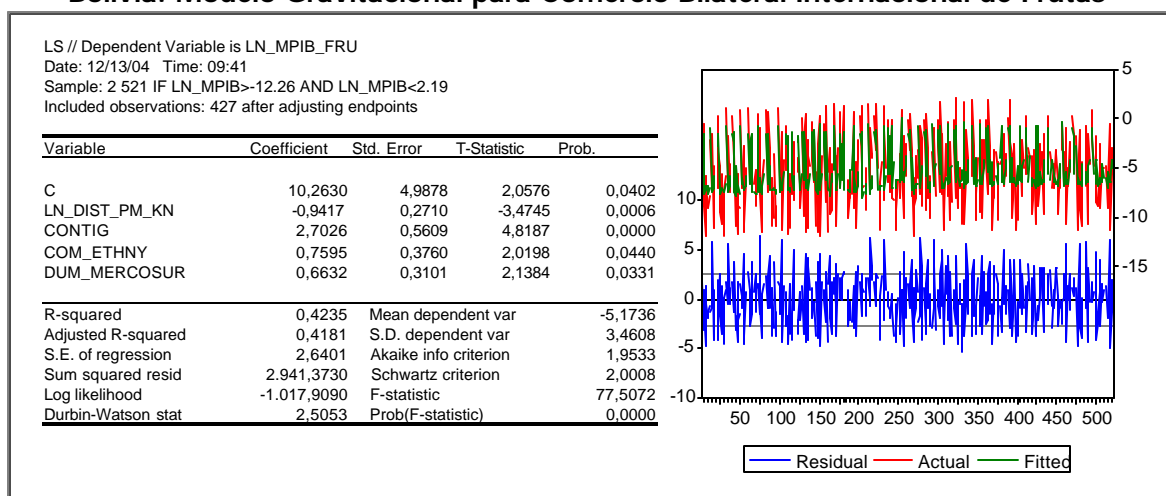 Bolivia: Modelo Gravitacional para Comercio Bilateral Internacional de Frutas
LS // Dependent Variable is LN_MPIB_FRU
Date: 12/13/04 Time: 09:41
Sample: 2 521 IF LN_MPIB>-12.26 AND LN_MPIB<2.19
Included observations: 427 after adjusting endpoints
Variable Coefficient Std. Error T-Statistic Prob.
C 10,2630 4,9878 2,0576 0,0402
LN_DIST_PM_KN -0,9417 0,2710 -3,4745 0,0006
CONTIG 2,7026 0,5609 4,8187 0,0000
COM_ETHNY 0,7595 0,3760 2,0198 0,0440
DUM_MERCOSUR 0,6632 0,3101 2,1384 0,0331
R-squared 0,4235 Mean dependent var -5,1736
Adjusted R-squared 0,4181 S.D. dependent var 3,4608
S.E. of regression 2,6401 Akaike info criterion 1,9533
Sum squared resid 2.941,3730 Schwartz criterion 2,0008
Log likelihood -1.017,9090 F-statistic 77,5072
Durbin-Watson stat 2,5053 Prob(F-statistic) 0,0000
5
0
-5
-10
-15
10
5
0
-5
-10
50 100 150 200 250 300 350 400 450 500
Residual Actual Fitted